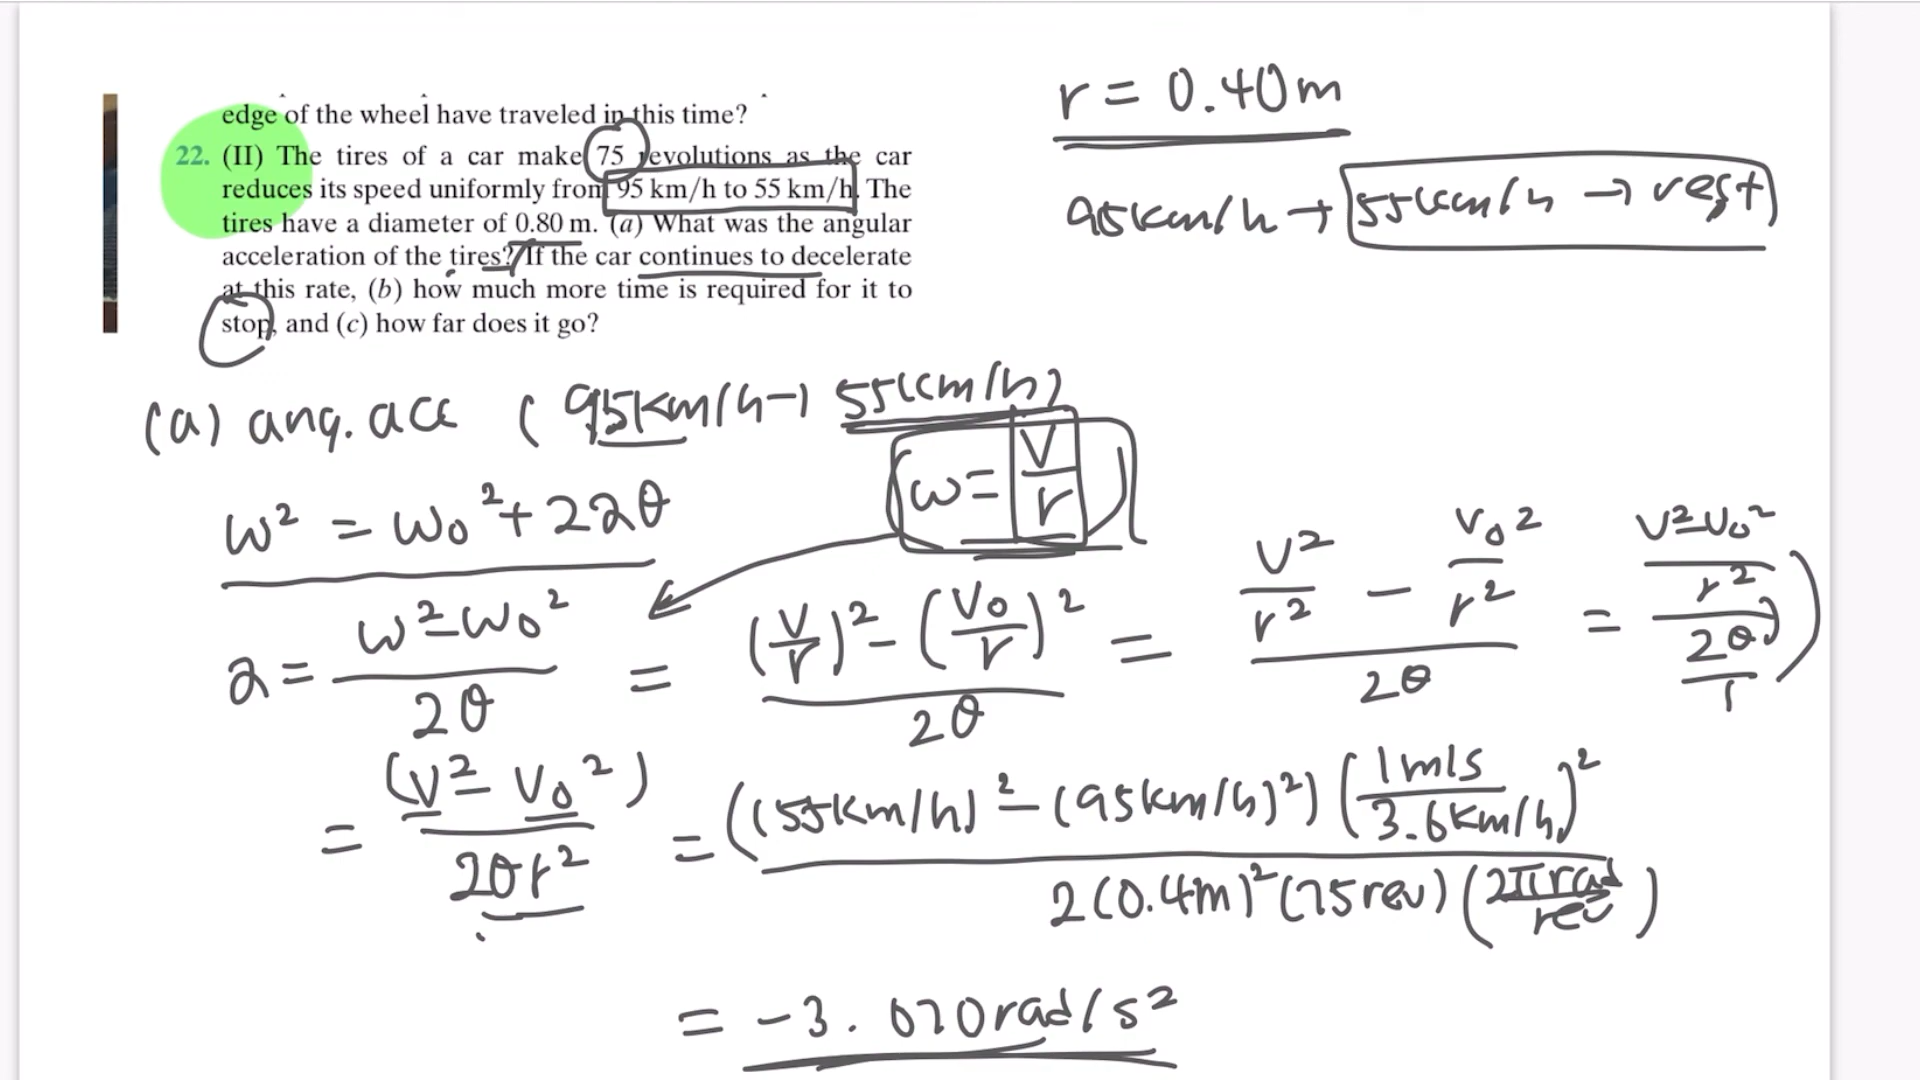 edge of the wheel have traveled in this time?
22. (II) The tires of a car make 75 revolutions as the car
reduces its speed uniformly from 95 km/h to 55 km/h. The
tires have a diameter of 0.80 m. (a) What was the angular
acceleration of the tires? If the car continues to decelerate
at this rate, (b) how much more time is required for it to
stop, and (c) how far does it go?
r = 0.40m
95km/h → 55km/h → rest
(a) ang. acc ( 95km/h → 55km/h)
ω = v/r
ω² = ω₀² + 2αθ
α = (ω² - ω₀²)/2θ = ((v/r)² - (v₀/r)²)/2θ = (v²/r² - v₀²/r²)/2θ = ((v² - v₀²)/r²)/(2θ/1)
= (v² - v₀²)/2θr² = ((55km/h)² - (95km/h)²)(1m/s / 3.6km/h)² / 2(0.4m)²(75rev)(2π rad/rev)
= -3.070 rad/s²